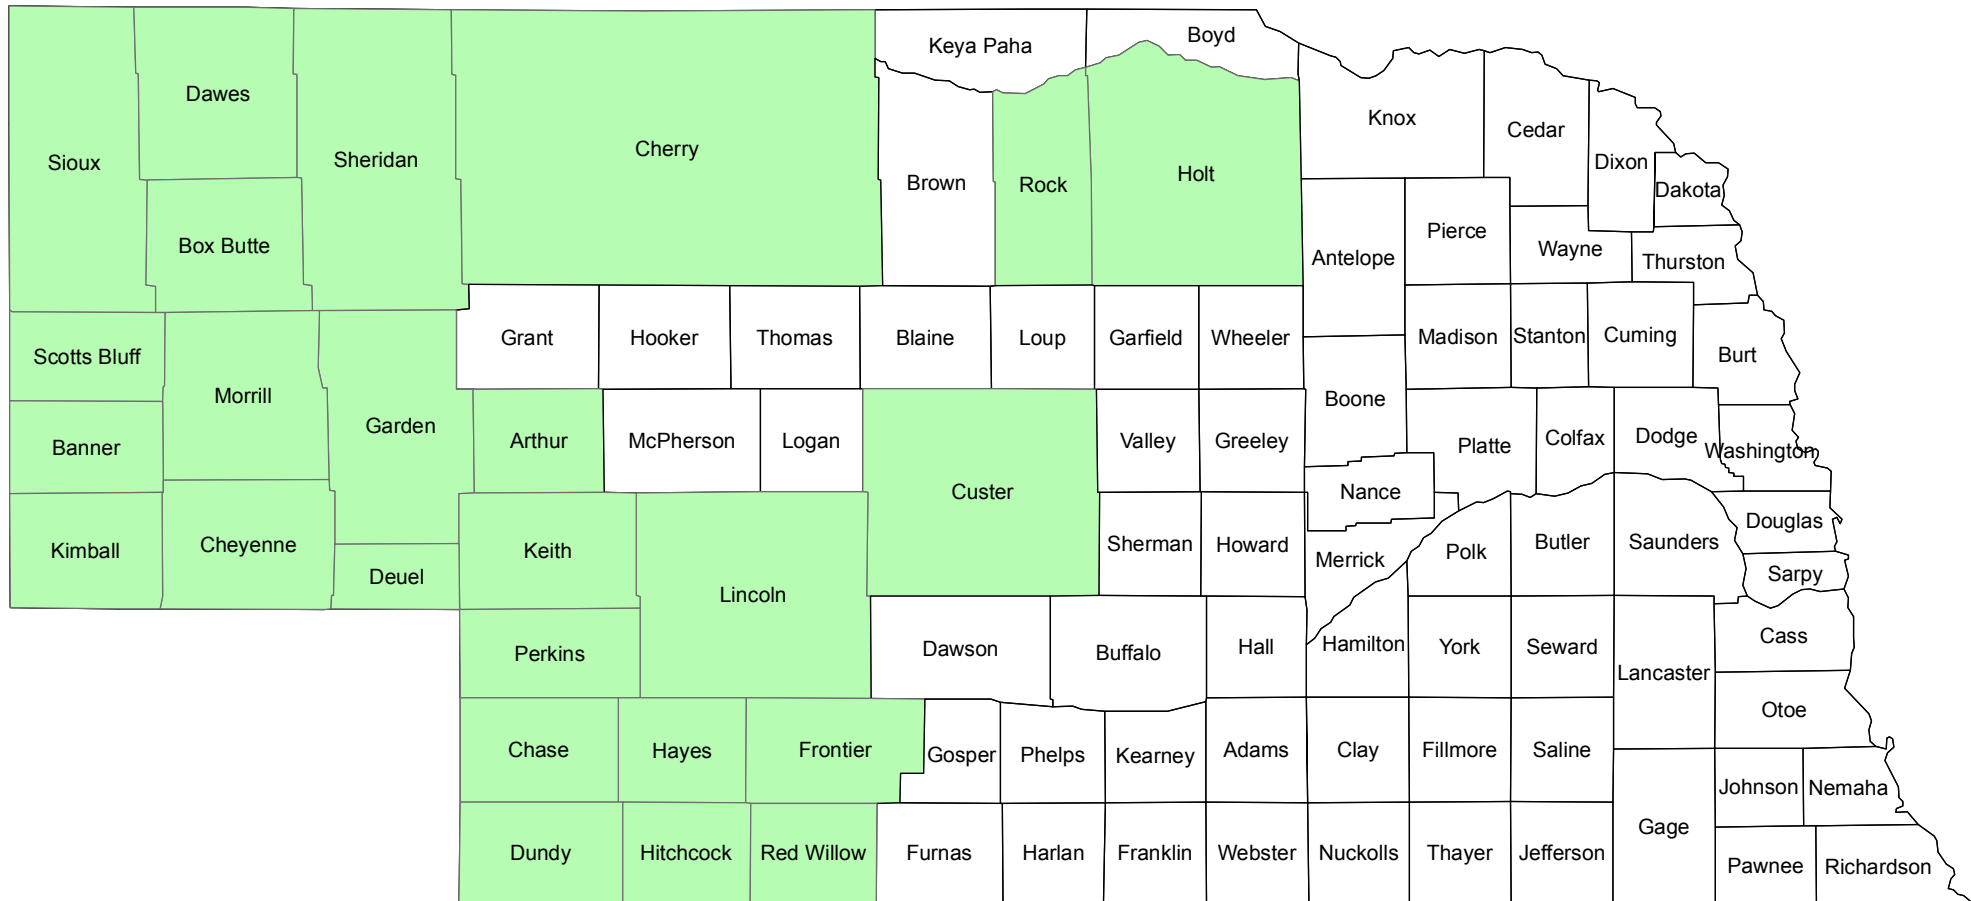 Keya Paha
Boyd
Dawes
Sioux
Sheridan
Cherry
Knox
Cedar
Dixon
Dakota
Brown
Rock
Holt
Box Butte
Antelope
Pierce
Wayne
Thurston
Scotts Bluff
Grant
Hooker
Thomas
Blaine
Loup
Garfield
Wheeler
Madison
Stanton
Cuming
Burt
Morrill
Garden
Boone
Banner
Arthur
McPherson
Logan
Valley
Greeley
Platte
Colfax
Dodge
Washington
Custer
Nance
Kimball
Cheyenne
Keith
Sherman
Howard
Merrick
Polk
Butler
Saunders
Douglas
Deuel
Lincoln
Sarpy
Perkins
Dawson
Buffalo
Hall
Hamilton
York
Seward
Cass
Lancaster
Otoe
Chase
Hayes
Frontier
Gosper
Phelps
Kearney
Adams
Clay
Fillmore
Saline
Johnson
Nemaha
Gage
Dundy
Hitchcock
Red Willow
Furnas
Harlan
Franklin
Webster
Nuckolls
Thayer
Jefferson
Pawnee
Richardson